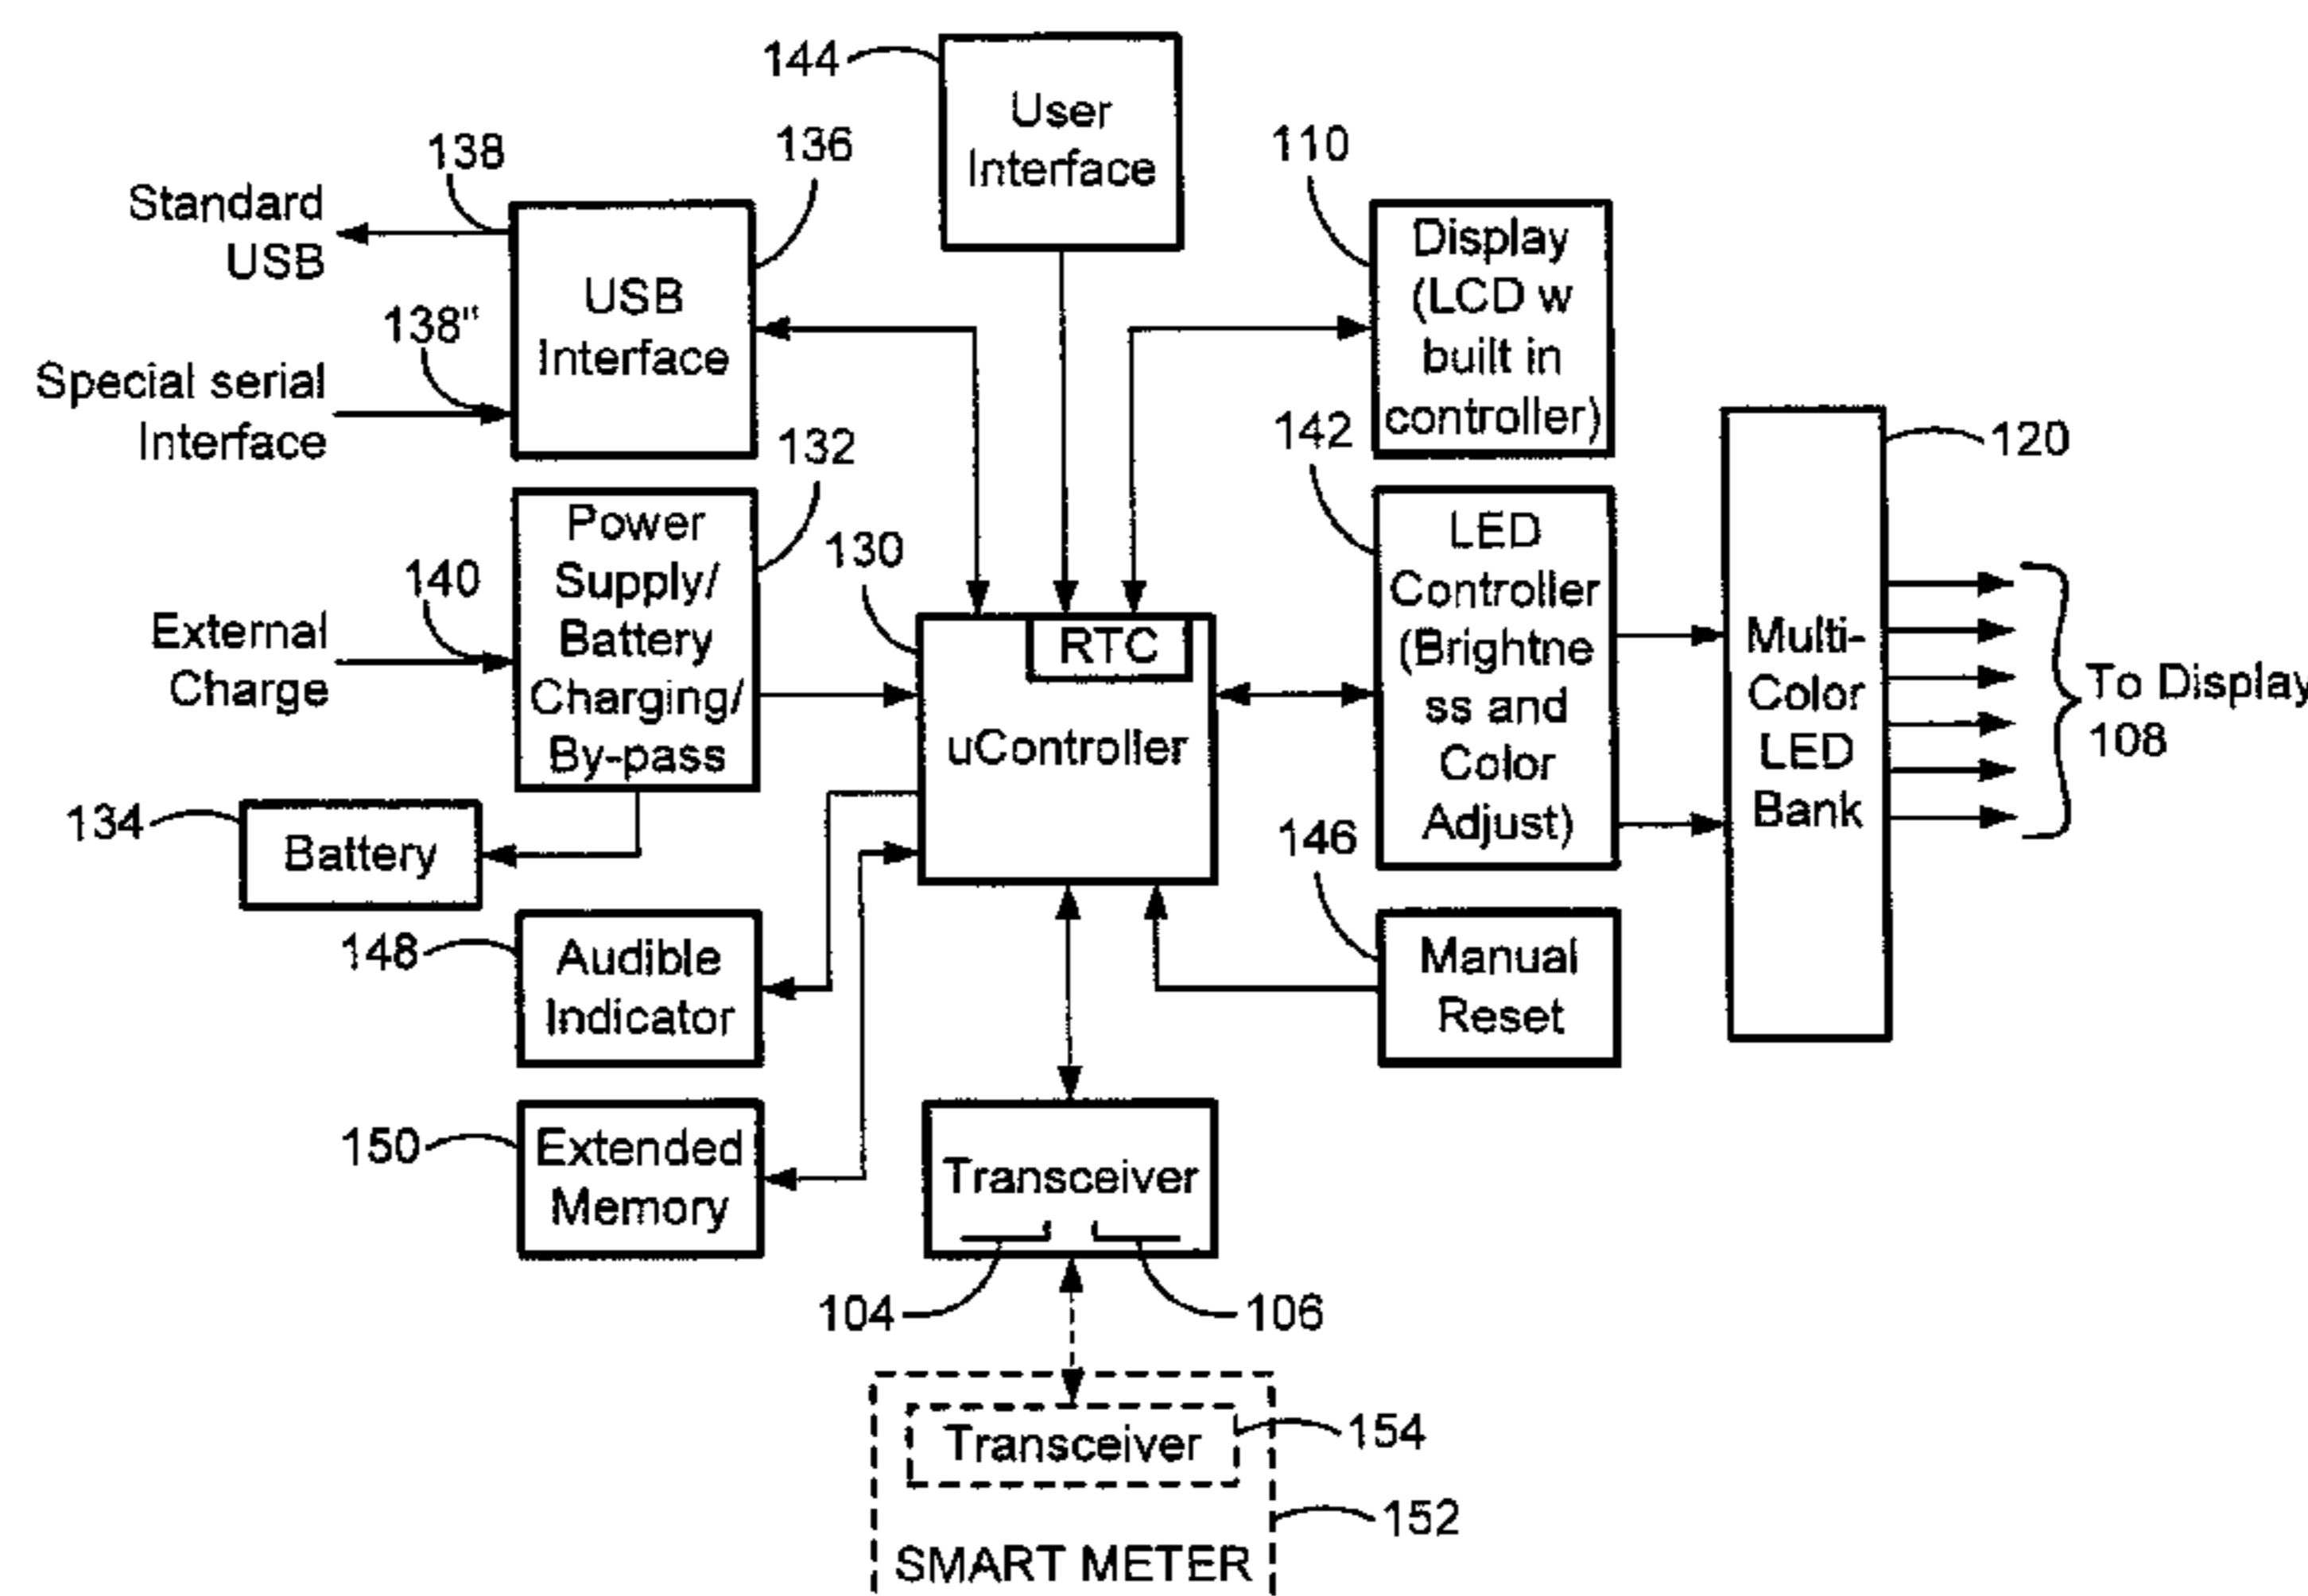 144
User
Interface
138
136
110
Standard
USB
USB
Interface
138"
Special serial
Interface
Display
(LCD w
built in
controller)
132
142
120
Power
Supply/
Battery
Charging/
By-pass
140
External
Charge
130
RTC
uController
LED
Controller
(Brightne
ss and
Color
Adjust)
Multi-
Color
LED
Bank
To Display
108
134
Battery
146
148
Audible
Indicator
Manual
Reset
150
Extended
Memory
Transceiver
104
106
Transceiver
154
152
SMART METER